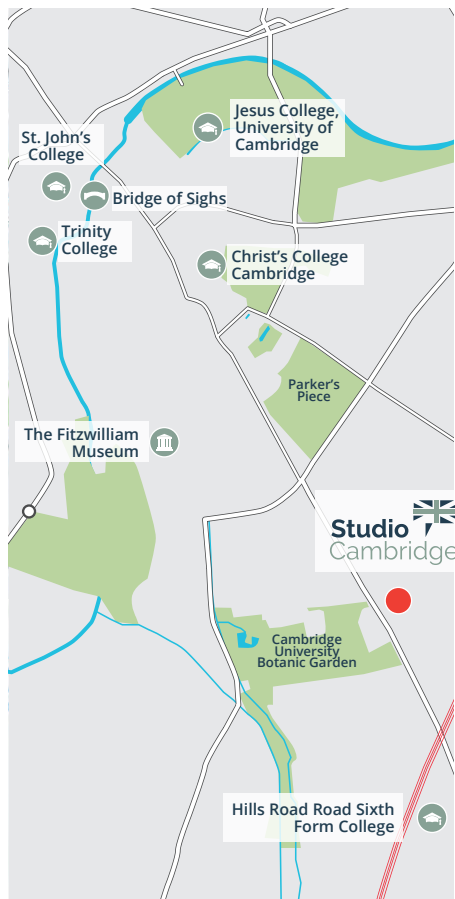 Jesus College,
University of
Cambridge
St. John's
College
Bridge of Sighs
Trinity
College
Christ's College
Cambridge
Parker's
Piece
The Fitzwilliam
Museum
Studio
Cambridge
Cambridge
University
Botanic Garden
Hills Road Road Sixth
Form College